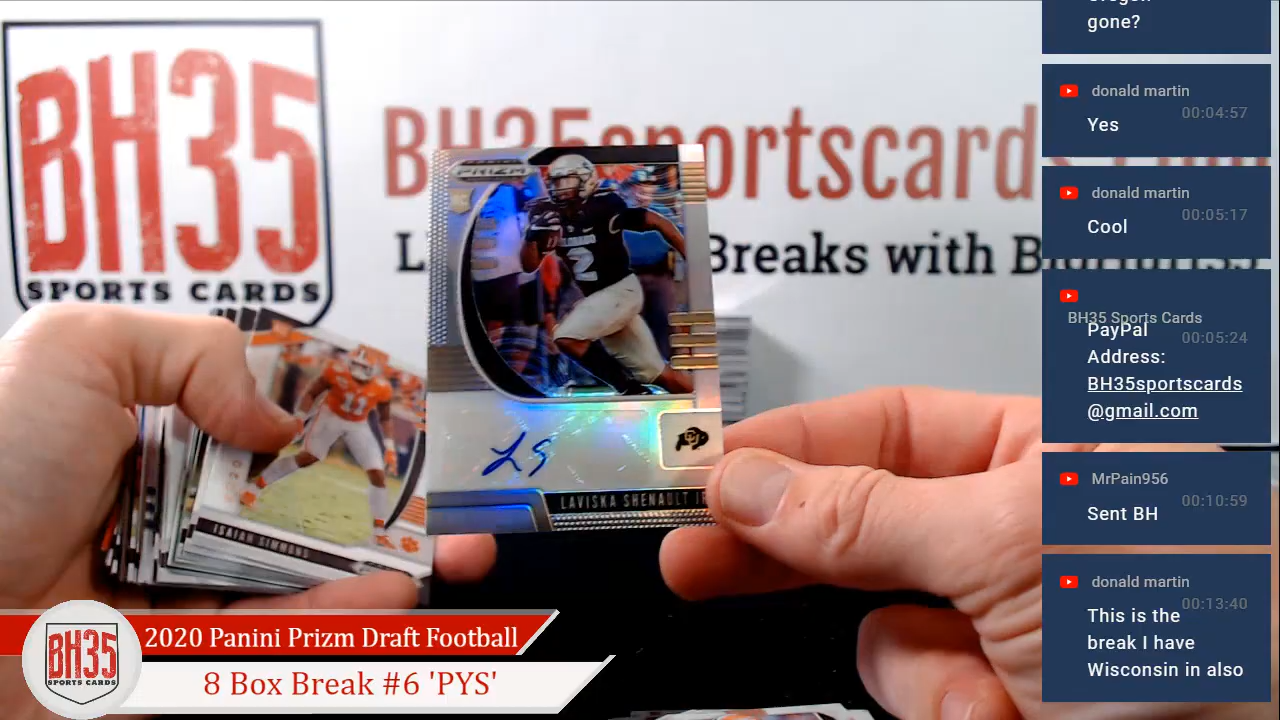 BH35
SPORTS CARDS
BH35sportscards
Breaks with
PRIZM
RC
COLORADO
2
LS
LAVISKA SHENAULT JR
11
ISAIAH SIMMONS
BH35
SPORTS CARDS
2020 Panini Prizm Draft Football
8 Box Break #6 'PYS'
gone?
donald martin
00:04:57
Yes
donald martin
00:05:17
Cool
BH35 Sports Cards
00:05:24
PayPal
Address:
BH35sportscards
@gmail.com
MrPain956
00:10:59
Sent BH
donald martin
00:13:40
This is the
break I have
Wisconsin in also